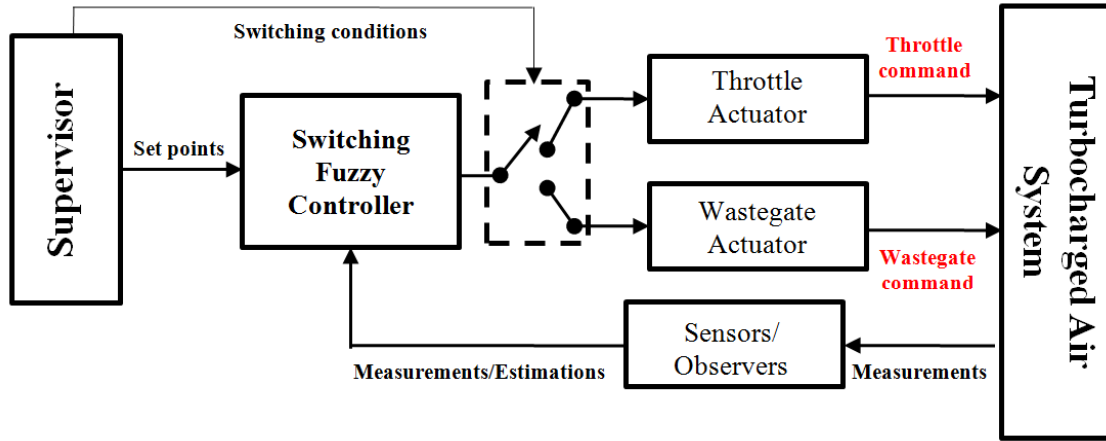 Switching conditions
Supervisor
Set points
Switching
Fuzzy
Controller
Throttle
Actuator
Throttle
command
Wastegate
Actuator
Wastegate
command
Sensors/
Observers
Measurements/Estimations
Measurements
Turbocharged Air
System